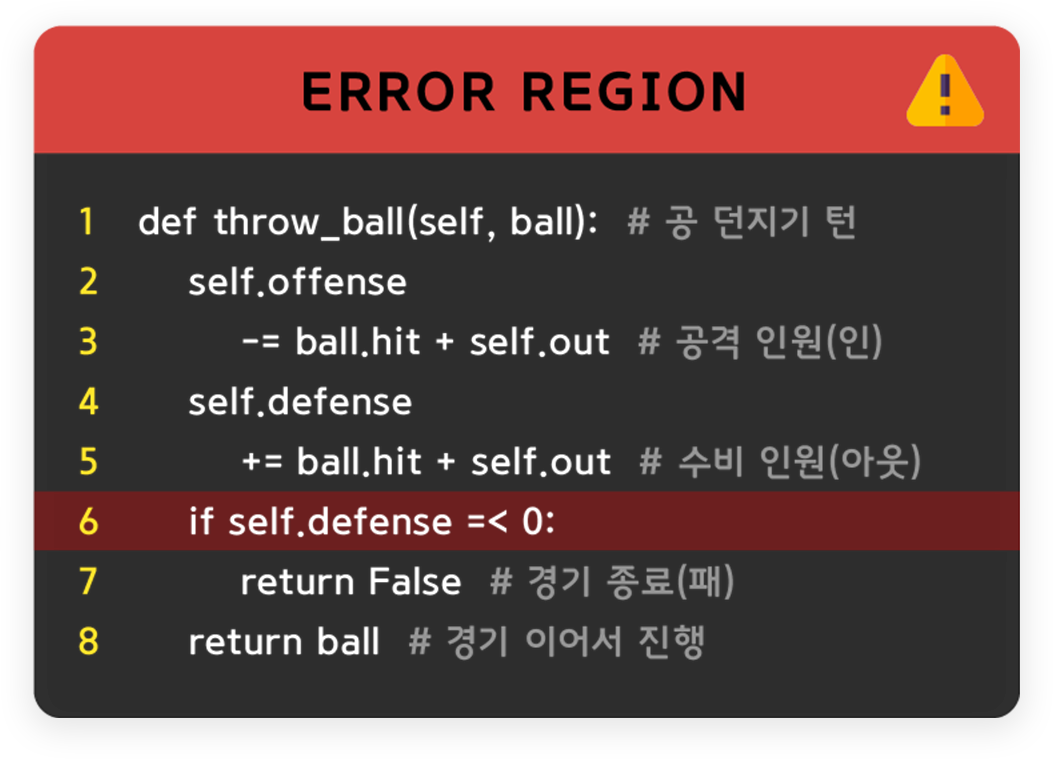 ERROR REGION
1 def throw_ball(self, ball): # 공 던지기 턴
2 self.offense
3 -= ball.hit + self.out # 공격 인원(인)
4 self.defense
5 += ball.hit + self.out # 수비 인원(아웃)
6 if self.defense =< 0:
7 return False # 경기 종료(패)
8 return ball # 경기 이어서 진행